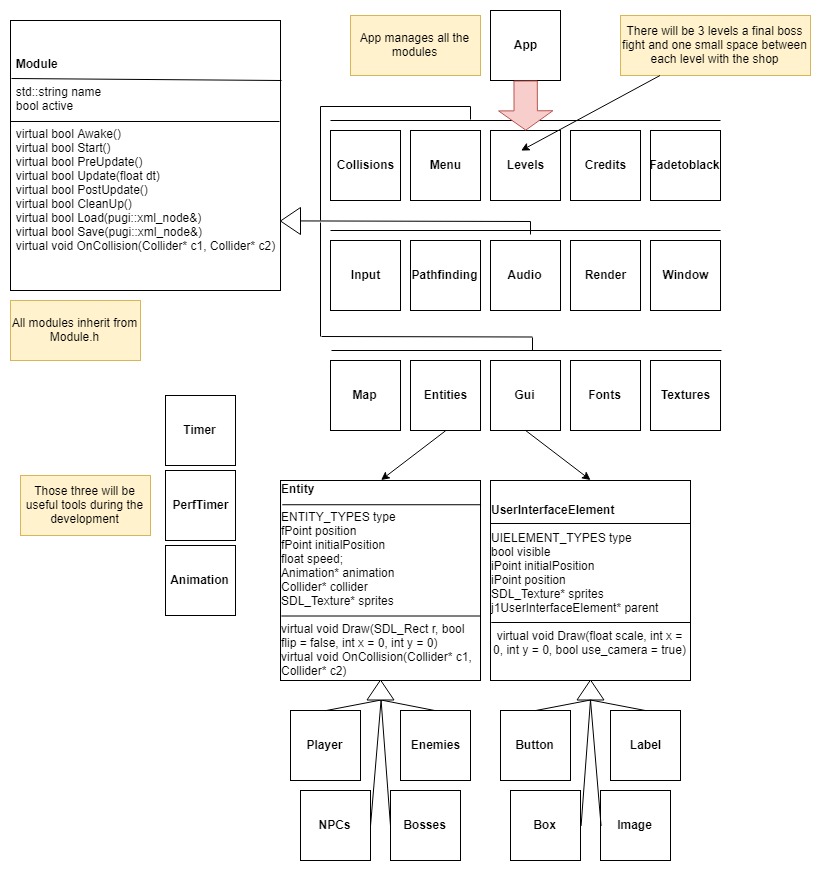 App manages all the
modules
App
There will be 3 levels a final boss
fight and one small space between
each level with the shop
Module
std::string name
bool active
virtual bool Awake()
virtual bool Start()
virtual bool PreUpdate()
virtual bool Update(float dt)
virtual bool PostUpdate()
virtual bool CleanUp()
virtual bool Load(pugi::xml_node&)
virtual bool Save(pugi::xml_node&)
virtual void OnCollision(Collider* c1, Collider* c2)
All modules inherit from
Module.h
Collisions
Menu
Levels
Credits
Fadetoblack
Input
Pathfinding
Audio
Render
Window
Map
Entities
Gui
Fonts
Textures
Timer
PerfTimer
Animation
Those three will be
useful tools during the
development
Entity
ENTITY_TYPES type
fPoint position
fPoint initialPosition
float speed;
Animation* animation
Collider* collider
SDL_Texture* sprites
virtual void Draw(SDL_Rect r, bool
flip = false, int x = 0, int y = 0)
virtual void OnCollision(Collider* c1,
Collider* c2)
UserInterfaceElement
UIELEMENT_TYPES type
bool visible
iPoint initialPosition
iPoint position
SDL_Texture* sprites
j1UserInterfaceElement* parent
virtual void Draw(float scale, int x =
0, int y = 0, bool use_camera = true)
Player
Enemies
NPCs
Bosses
Button
Label
Box
Image